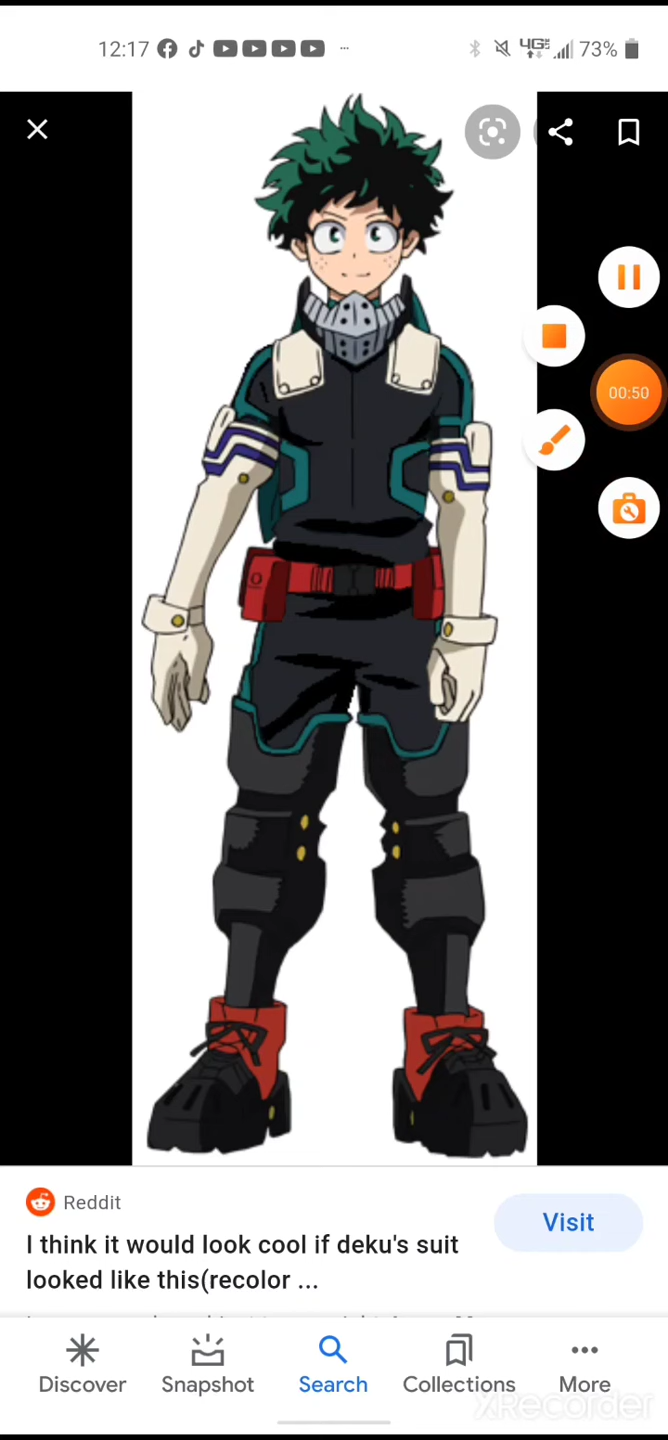 12:17
4G
73%
00:50
Reddit
Visit
I think it would look cool if deku's suit
looked like this(recolor ...
Discover
Snapshot
Search
Collections
More
XRecorder